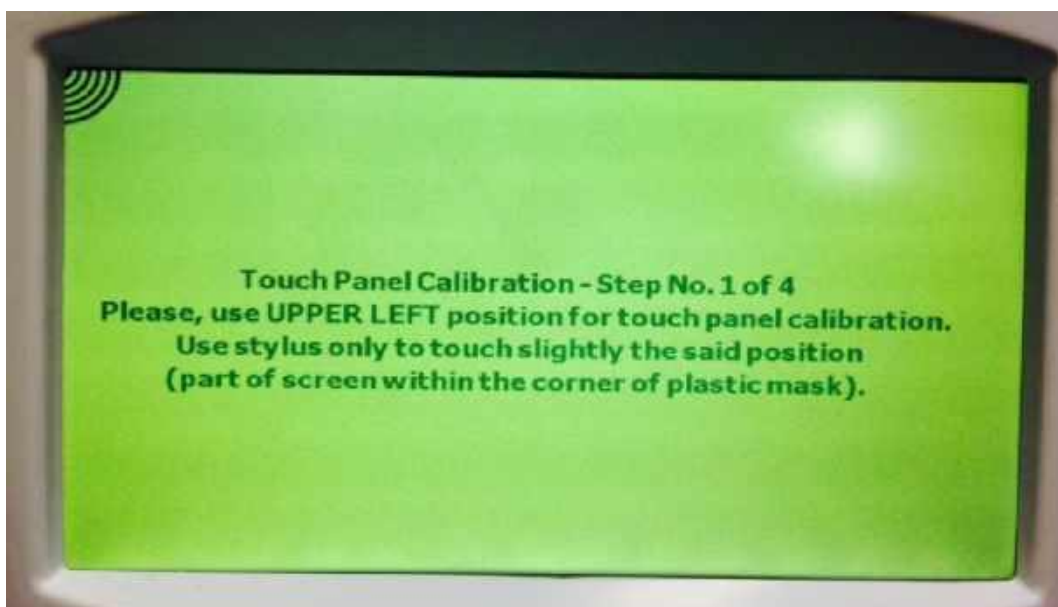 Touch Panel Calibration - Step No. 1 of 4
Please, use UPPER LEFT position for touch panel calibration.
Use stylus only to touch slightly the said position
(part of screen within the corner of plastic mask).